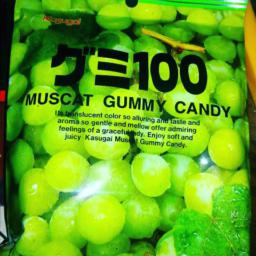 Kasugai
グミ100
MUSCAT GUMMY CANDY
Its translucent color so alluring and taste and
aroma so gentle and mellow offer admiring
feelings of a graceful lady. Enjoy soft and
juicy Kasugai Muscat Gummy Candy.